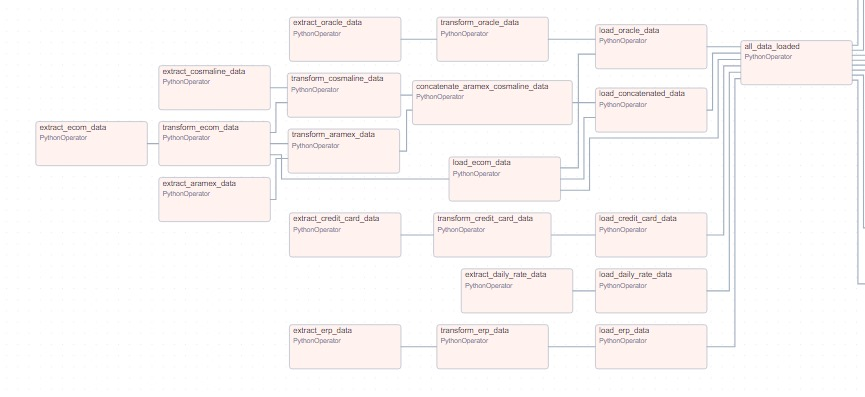 extract_oracle_data
PythonOperator
transform_oracle_data
PythonOperator
load_oracle_data
PythonOperator
all_data_loaded
PythonOperator
extract_cosmaline_data
PythonOperator
transform_cosmaline_data
PythonOperator
concatenate_aramex_cosmaline_data
PythonOperator
load_concatenated_data
PythonOperator
extract_ecom_data
PythonOperator
transform_ecom_data
PythonOperator
transform_aramex_data
PythonOperator
load_ecom_data
PythonOperator
extract_aramex_data
PythonOperator
extract_credit_card_data
PythonOperator
transform_credit_card_data
PythonOperator
load_credit_card_data
PythonOperator
extract_daily_rate_data
PythonOperator
load_daily_rate_data
PythonOperator
extract_erp_data
PythonOperator
transform_erp_data
PythonOperator
load_erp_data
PythonOperator